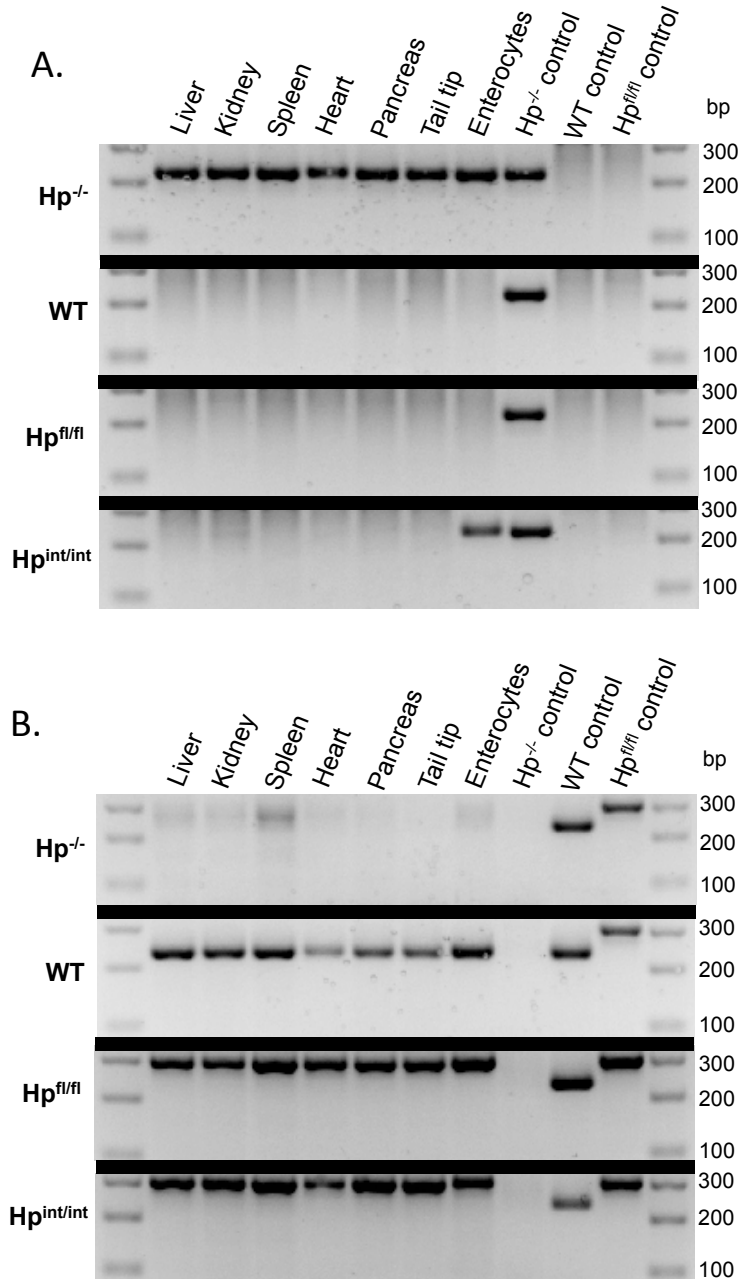 A.
Liver Kidney Spleen Heart Pancreas Tail tip Enterocytes Hp-/- control WT control Hpfl/fl control
bp
Hp-/-
300
200
100
WT
300
200
100
Hpfl/fl
300
200
100
Hpint/int
300
200
100
B.
Liver Kidney Spleen Heart Pancreas Tail tip Enterocytes Hp-/- control WT control Hpfl/fl control
bp
Hp-/-
300
200
100
WT
300
200
100
Hpfl/fl
300
200
100
Hpint/int
300
200
100